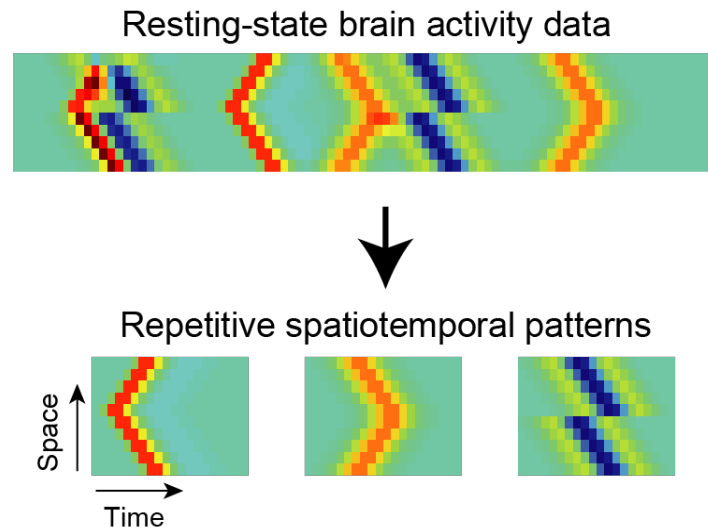 Resting-state brain activity data
Repetitive spatiotemporal patterns
Space
Time